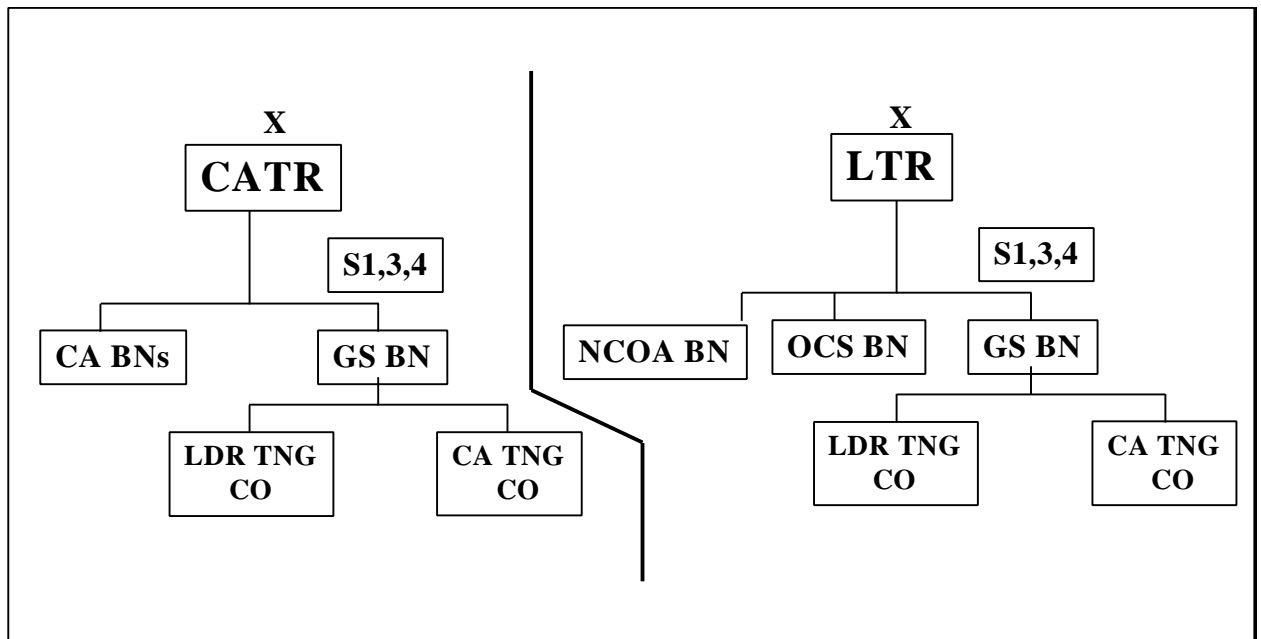 X
CATR
S1,3,4
CA BNs
GS BN
LDR TNG
CO
CA TNG
CO
X
LTR
S1,3,4
NCOA BN
OCS BN
GS BN
LDR TNG
CO
CA TNG
CO